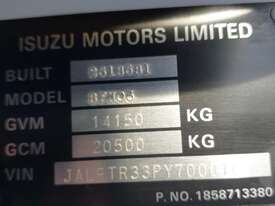 ISUZU MOTORS LIMITED
BUILT
MODEL
GVM 14150 KG
GCM 20500 KG
VIN
P.NO.1858713380